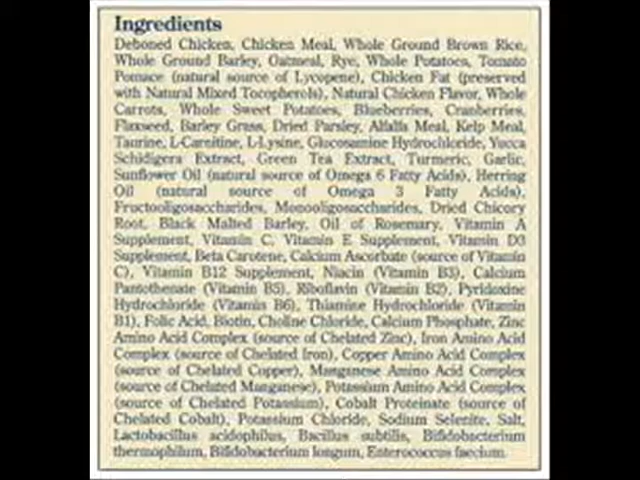 Ingredients
Deboned Chicken, Chicken Meal, Whole Ground Brown Rice,
Whole Ground Barley, Oatmeal, Rye, Whole Potatoes, Tomato
Pomace (natural source of Lycopene), Chicken Fat (preserved
with Natural Mixed Tocopherols), Natural Chicken Flavor, Whole
Carrots, Whole Sweet Potatoes, Blueberries, Cranberries,
Flaxseed, Barley Grass, Dried Parsley, Alfalfa Meal, Kelp Meal,
Taurine, L-Carnitine, L-Lysine, Glucosamine Hydrochloride, Yucca
Schidigera Extract, Green Tea Extract, Turmeric, Garlic,
Sunflower Oil (natural source of Omega 6 Fatty Acids), Herring
Oil (natural source of Omega 3 Fatty Acids),
Fructooligosaccharides, Monooligosaccharides, Dried Chicory
Root, Black Malted Barley, Oil of Rosemary, Vitamin A
Supplement, Vitamin C, Vitamin E Supplement, Vitamin D3
Supplement, Beta Carotene, Calcium Ascorbate (source of Vitamin
C), Vitamin B12 Supplement, Niacin (Vitamin B3), Calcium
Pantothenate (Vitamin B5), Riboflavin (Vitamin B2), Pyridoxine
Hydrochloride (Vitamin B6), Thiamine Hydrochloride (Vitamin
B1), Folic Acid, Biotin, Choline Chloride, Calcium Phosphate, Zinc
Amino Acid Complex (source of Chelated Zinc), Iron Amino Acid
Complex (source of Chelated Iron), Copper Amino Acid Complex
(source of Chelated Copper), Manganese Amino Acid Complex
(source of Chelated Manganese), Potassium Amino Acid Complex
(source of Chelated Potassium), Cobalt Proteinate (source of
Chelated Cobalt), Potassium Chloride, Sodium Selenite, Salt,
Lactobacillus acidophilus, Bacillus subtilis, Bifidobacterium
thermophilum, Bifidobacterium longum, Enterococcus faecium.